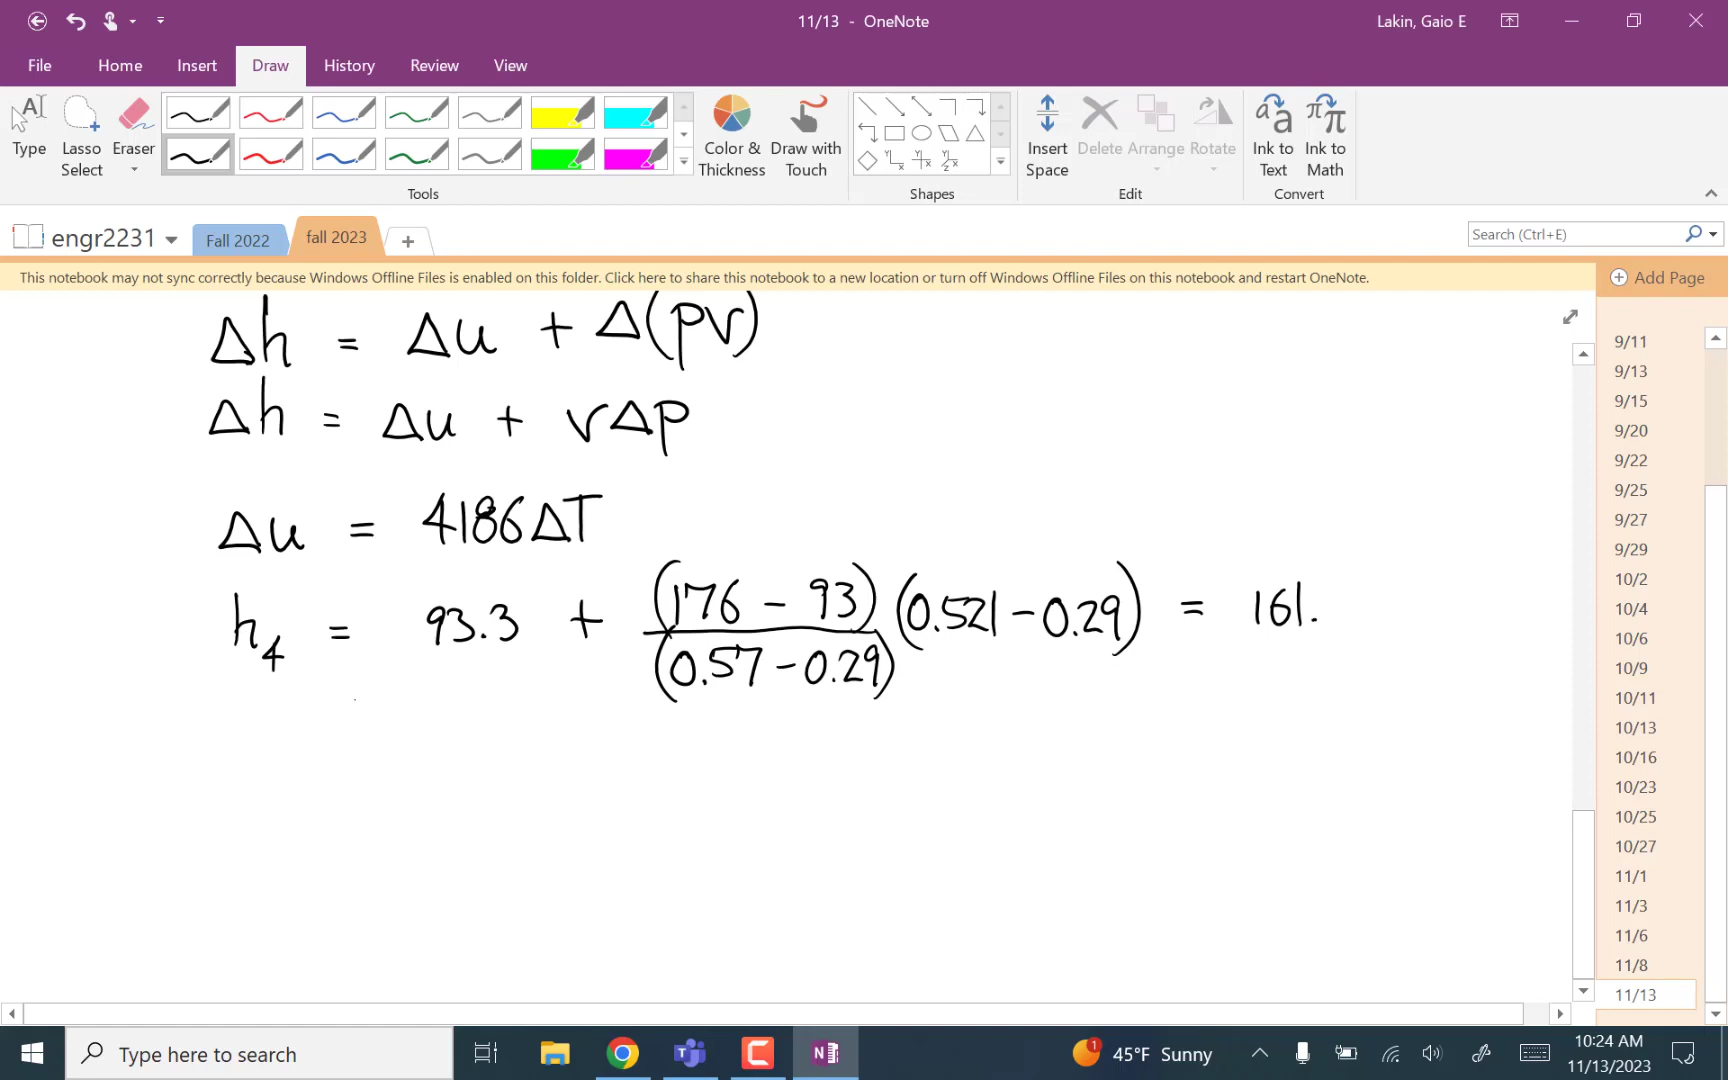 11/13 - OneNote
Lakin, Gaio E
File Home Insert Draw History Review View
Type
Lasso Select
Eraser
Color & Thickness
Draw with Touch
Insert Space
Delete Arrange Rotate
Ink to Text
Ink to Math
Tools Shapes Edit Convert
engr2231 Fall 2022 fall 2023 +
Search (Ctrl+E)
This notebook may not sync correctly because Windows Offline Files is enabled on this folder. Click here to share this notebook to a new location or turn off Windows Offline Files on this notebook and restart OneNote.
Add Page
Δh = Δu + Δ(pv)
Δh = Δu + vΔp
Δu = 4186ΔT
h₄ = 93.3 + (176 - 93)/(0.57 - 0.29) (0.521 - 0.29) = 161.
9/11
9/13
9/15
9/20
9/22
9/25
9/27
9/29
10/2
10/4
10/6
10/9
10/11
10/13
10/16
10/23
10/25
10/27
11/1
11/3
11/6
11/8
11/13
Type here to search
1
45°F Sunny
10:24 AM
11/13/2023